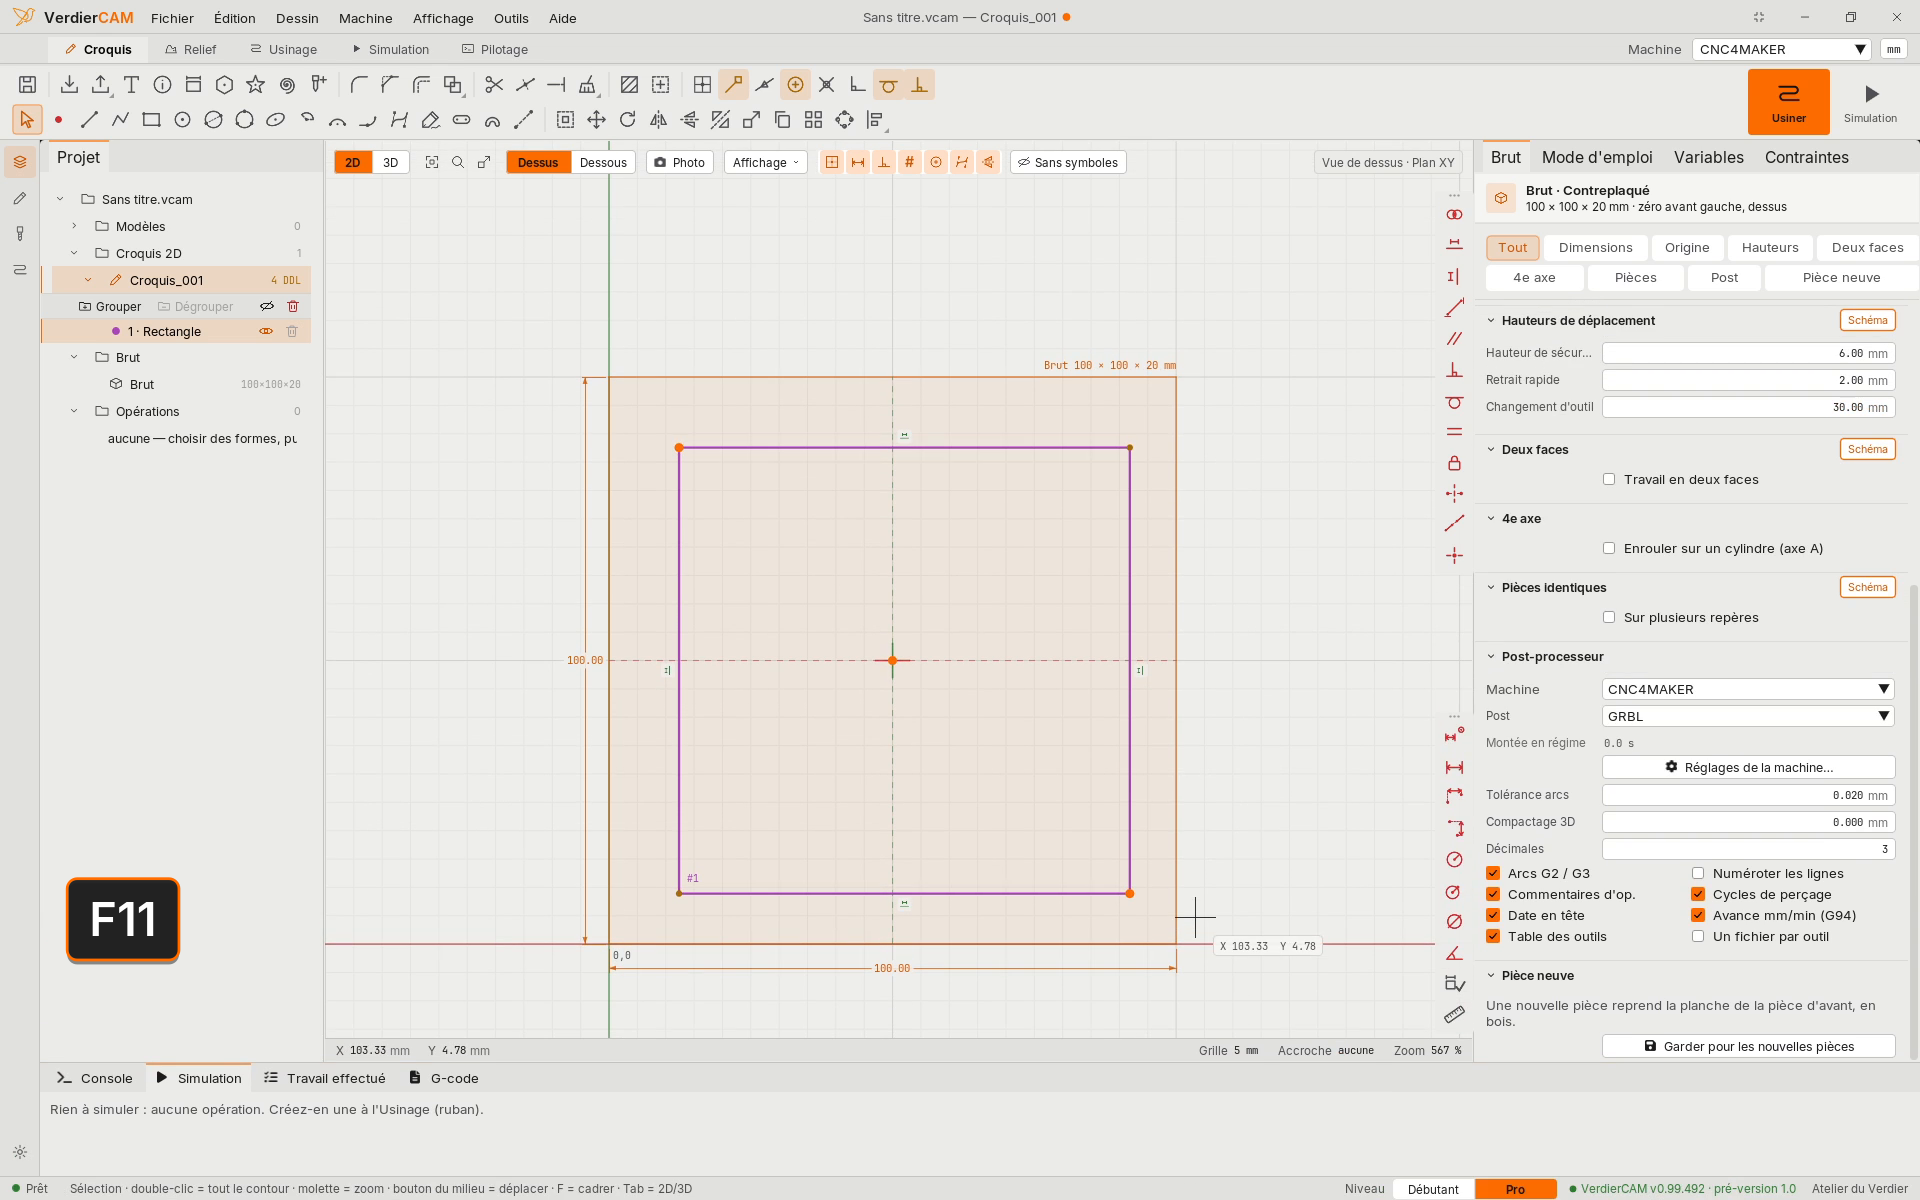 VerdierCAM Fichier Édition Dessin Machine Affichage Outils Aide Sans titre.vcam — Croquis_001
Croquis Relief Usinage Simulation Pilotage Machine CNC4MAKER mm
Usiner Simulation
Projet
2D 3D Dessus Dessous Photo Affichage Sans symboles Vue de dessus · Plan XY
Brut Mode d'emploi Variables Contraintes
Sans titre.vcam
Modèles 0
Croquis 2D 1
Croquis_001 4 DDL
Grouper Dégrouper
1 · Rectangle
Brut
Brut 100×100×20
Opérations 0
aucune — choisir des formes, pu
F11
Brut 100 × 100 × 20 mm
100.00
#1
0,0
100.00
X 103.33 Y 4.78
Brut · Contreplaqué
100 × 100 × 20 mm · zéro avant gauche, dessus
Tout Dimensions Origine Hauteurs Deux faces
4e axe Pièces Post Pièce neuve
Hauteurs de déplacement Schéma
Hauteur de sécur... 6.00 mm
Retrait rapide 2.00 mm
Changement d'outil 30.00 mm
Deux faces Schéma
Travail en deux faces
4e axe
Enrouler sur un cylindre (axe A)
Pièces identiques Schéma
Sur plusieurs repères
Post-processeur
Machine CNC4MAKER
Post GRBL
Montée en régime 0.0 s
Réglages de la machine...
Tolérance arcs 0.020 mm
Compactage 3D 0.000 mm
Décimales 3
Arcs G2 / G3 Numéroter les lignes
Commentaires d'op. Cycles de perçage
Date en tête Avance mm/min (G94)
Table des outils Un fichier par outil
Pièce neuve
Une nouvelle pièce reprend la planche de la pièce d'avant, en
bois.
Garder pour les nouvelles pièces
X 103.33 mm Y 4.78 mm Grille 5 mm Accroche aucune Zoom 567 %
Console Simulation Travail effectué G-code
Rien à simuler : aucune opération. Créez-en une à l'Usinage (ruban).
Prêt Sélection · double-clic = tout le contour · molette = zoom · bouton du milieu = déplacer · F = cadrer · Tab = 2D/3D Niveau Débutant Pro VerdierCAM v0.99.492 · pré-version 1.0 Atelier du Verdier